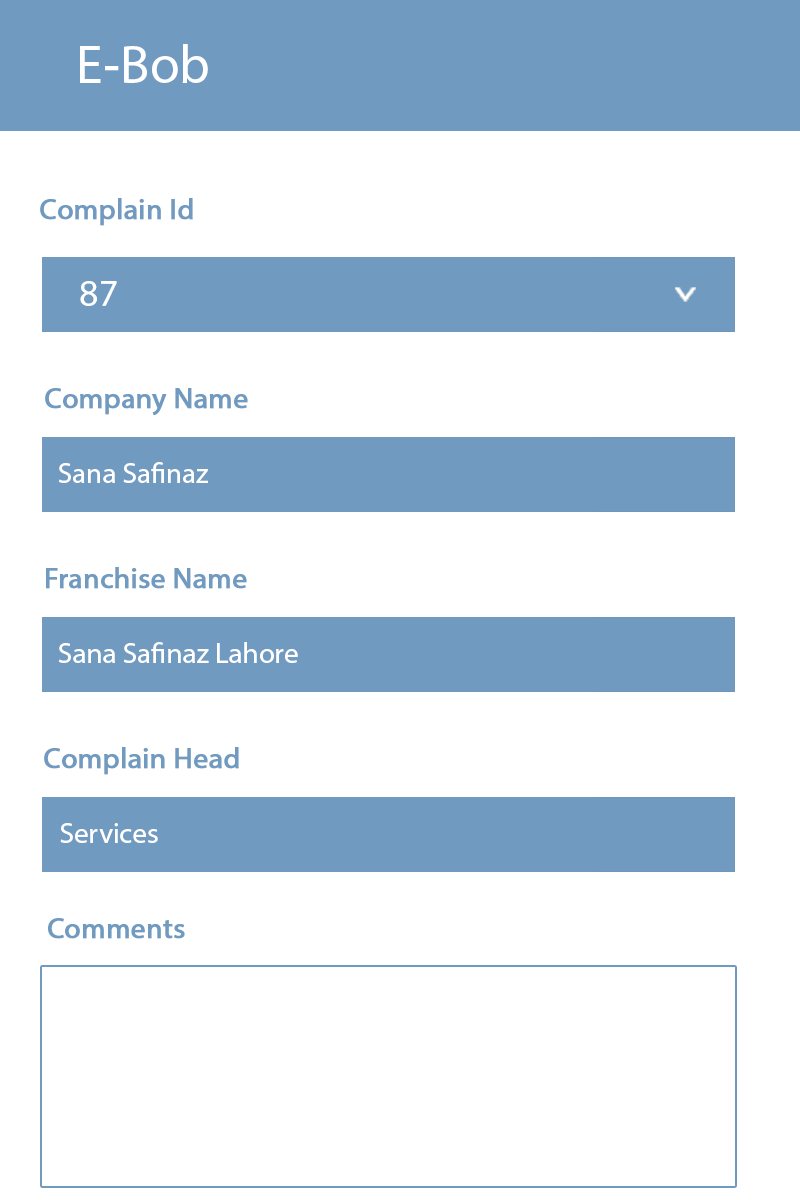 E-Bob
Complain Id
87
Company Name
Sana Safinaz
Franchise Name
Sana Safinaz Lahore
Complain Head
Services
Comments